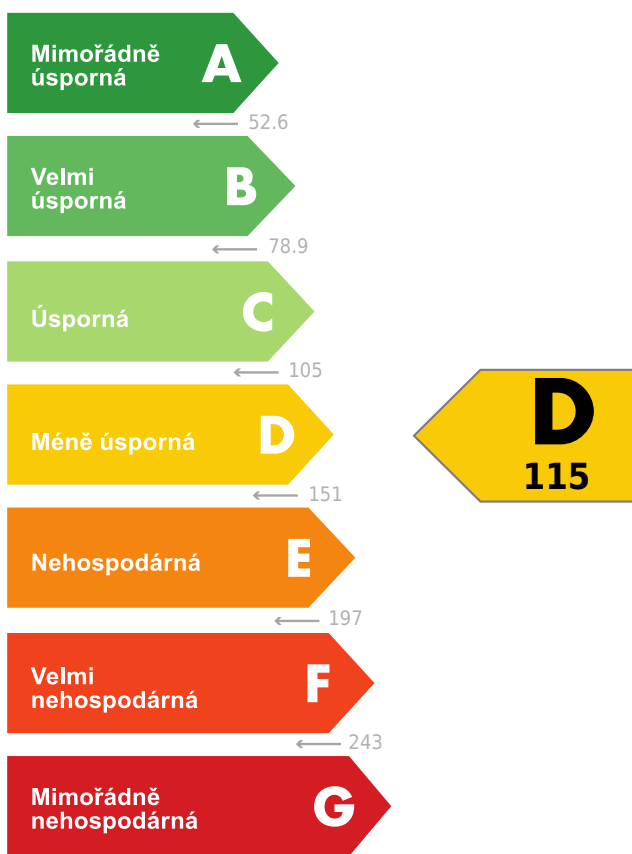 Mimořádně
úsporná
A
52.6
Velmi
úsporná
B
78.9
Úsporná
C
105
Méně úsporná
D
D
115
151
Nehospodárná
E
197
Velmi
nehospodárná
F
243
Mimořádně
nehospodárná
G